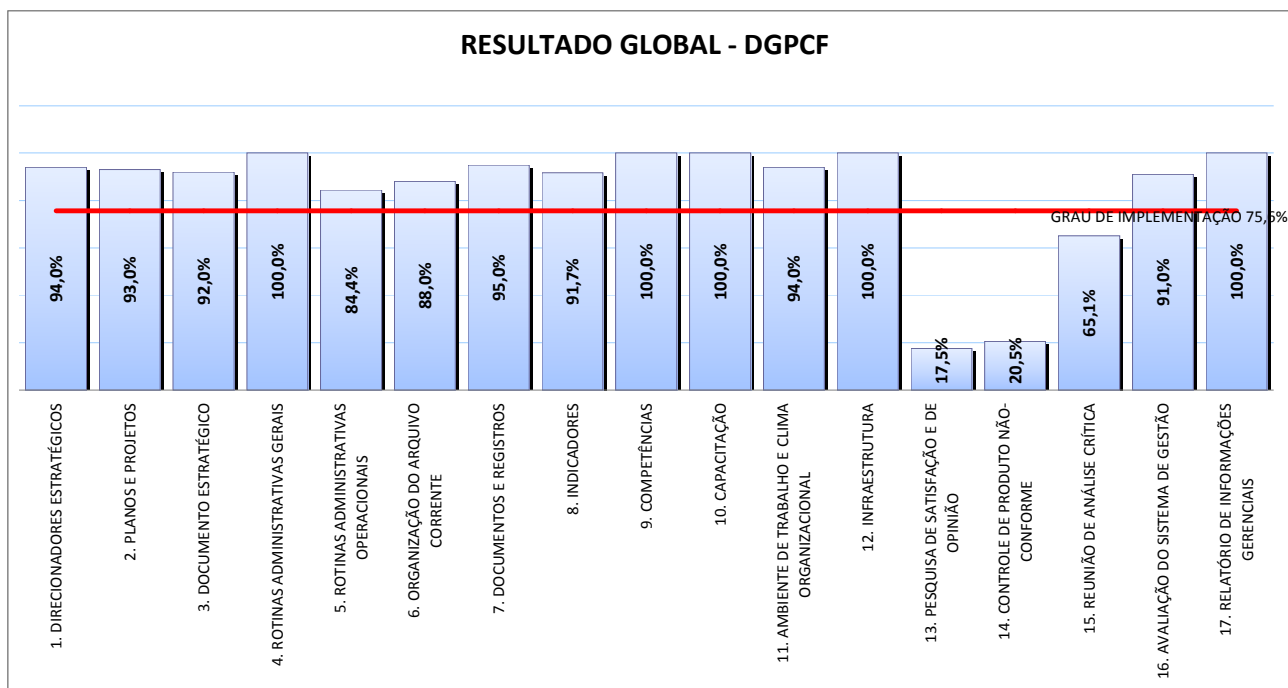 RESULTADO GLOBAL - DGPCF
GRAU DE IMPLEMENTAÇÃO 75,6%
94,0%
93,0%
92,0%
100,0%
84,4%
88,0%
95,0%
91,7%
100,0%
100,0%
94,0%
100,0%
17,5%
20,5%
65,1%
91,0%
100,0%
1. DIRECIONADORES ESTRATÉGICOS
2. PLANOS E PROJETOS
3. DOCUMENTO ESTRATÉGICO
4. ROTINAS ADMINISTRATIVAS GERAIS
5. ROTINAS ADMINISTRATIVAS
OPERACIONAIS
6. ORGANIZAÇÃO DO ARQUIVO
CORRENTE
7. DOCUMENTOS E REGISTROS
8. INDICADORES
9. COMPETÊNCIAS
10. CAPACITAÇÃO
11. AMBIENTE DE TRABALHO E CLIMA
ORGANIZACIONAL
12. INFRAESTRUTURA
13. PESQUISA DE SATISFAÇÃO E DE
OPINIÃO
14. CONTROLE DE PRODUTO NÃO-
CONFORME
15. REUNIÃO DE ANÁLISE CRÍTICA
16. AVALIAÇÃO DO SISTEMA DE GESTÃO
17. RELATÓRIO DE INFORMAÇÕES
GERENCIAIS